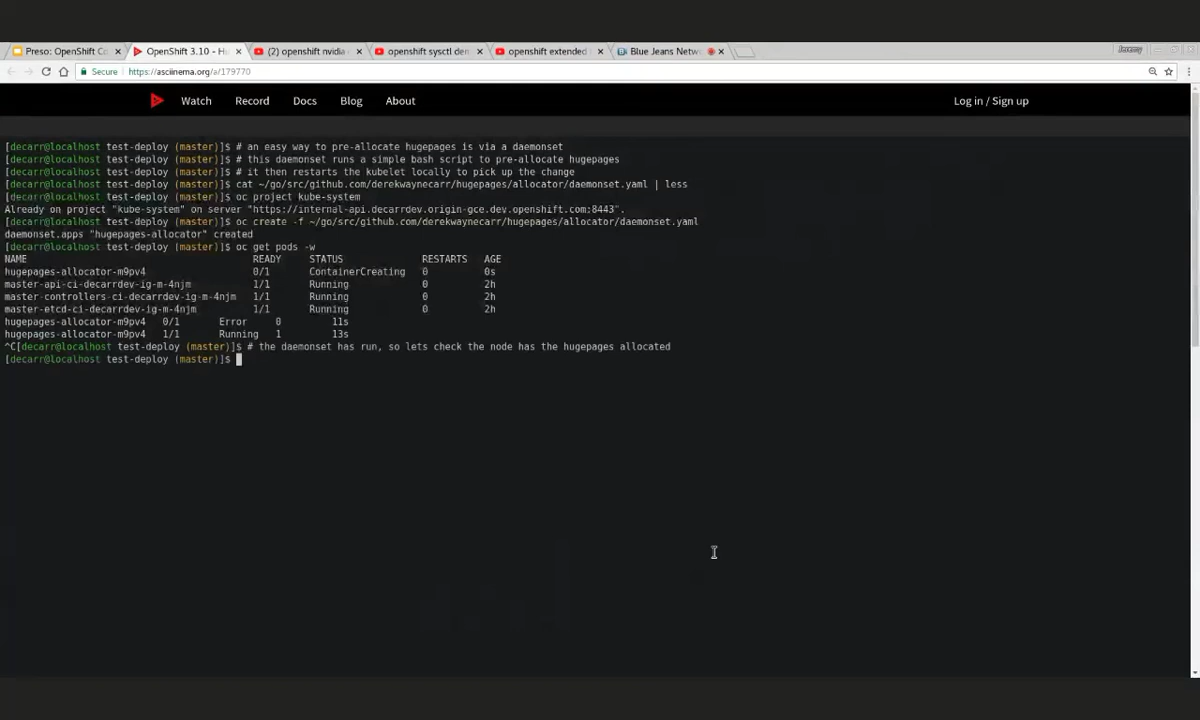 Preso: OpenShift Co
OpenShift 3.10 - Hu
(2) openshift nvidia
openshift sysctl dem
openshift extended
Blue Jeans Netw
Jeremy
Secure https://asciinema.org/a/179770
Watch Record Docs Blog About Log in / Sign up
[decarr@localhost test-deploy (master)]$ # an easy way to pre-allocate hugepages is via a daemonset
[decarr@localhost test-deploy (master)]$ # this daemonset runs a simple bash script to pre-allocate hugepages
[decarr@localhost test-deploy (master)]$ # it then restarts the kubelet locally to pick up the change
[decarr@localhost test-deploy (master)]$ cat ~/go/src/github.com/derekwaynecarr/hugepages/allocator/daemonset.yaml | less
[decarr@localhost test-deploy (master)]$ oc project kube-system
Already on project "kube-system" on server "https://internal-api.decarrdev.origin-gce.dev.openshift.com:8443".
[decarr@localhost test-deploy (master)]$ oc create -f ~/go/src/github.com/derekwaynecarr/hugepages/allocator/daemonset.yaml
daemonset.apps "hugepages-allocator" created
[decarr@localhost test-deploy (master)]$ oc get pods -w
NAME READY STATUS RESTARTS AGE
hugepages-allocator-m9pv4 0/1 ContainerCreating 0 0s
master-api-ci-decarrdev-ig-m-4njm 1/1 Running 0 2h
master-controllers-ci-decarrdev-ig-m-4njm 1/1 Running 0 2h
master-etcd-ci-decarrdev-ig-m-4njm 1/1 Running 0 2h
hugepages-allocator-m9pv4 0/1 Error 0 11s
hugepages-allocator-m9pv4 1/1 Running 1 13s
^C[decarr@localhost test-deploy (master)]$ # the daemonset has run, so lets check the node has the hugepages allocated
[decarr@localhost test-deploy (master)]$